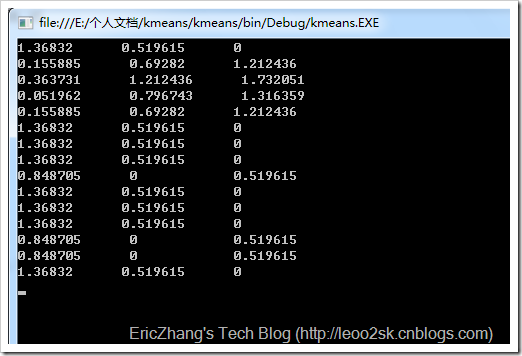 file:///E:/个人文档/kmeans/kmeans/bin/Debug/kmeans.EXE
1.36832 0.519615 0
0.155885 0.69282 1.212436
0.363731 1.212436 1.732051
0.051962 0.796743 1.316359
0.155885 0.69282 1.212436
1.36832 0.519615 0
1.36832 0.519615 0
1.36832 0.519615 0
0.848705 0 0.519615
1.36832 0.519615 0
1.36832 0.519615 0
1.36832 0.519615 0
0.848705 0 0.519615
0.848705 0 0.519615
1.36832 0.519615 0
EricZhang's Tech Blog (http://leoo2sk.cnblogs.com)